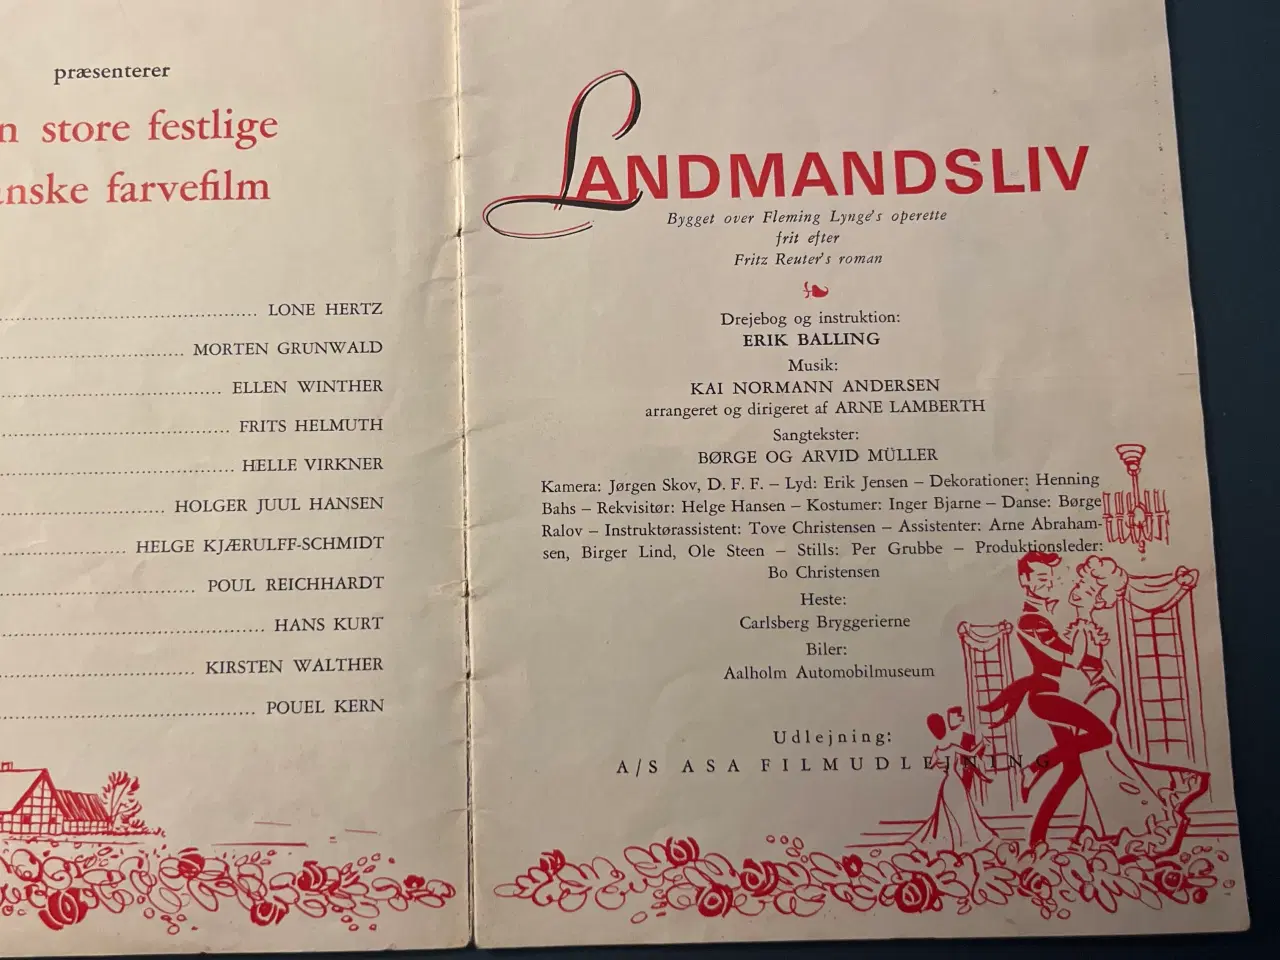 præsenterer
store festlige
farvefilm
LONE HERTZ
MORTEN GRUNWALD
ELLEN WINTHER
FRITS HELMUTH
HELLE VIRKNER
HOLGER JUUL HANSEN
HELGE KJÆRULFF-SCHMIDT
POUL REICHHARDT
HANS KURT
KIRSTEN WALTHER
POUEL KERN
LANDMANDSLIV
Bygget over Fleming Lynge's operette
frit efter
Fritz Reuter's roman
Drejebog og instruktion:
ERIK BALLING
Musik:
KAI NORMANN ANDERSEN
arrangeret og dirigeret af ARNE LAMBERTH
Sangtekster:
BØRGE OG ARVID MÜLLER
Kamera: Jørgen Skov, D. F. F. – Lyd: Erik Jensen – Dekorationer: Henning
Bahs – Rekvisitør: Helge Hansen – Kostumer: Inger Bjarne – Danse: Børge
Ralov – Instruktørassistent: Tove Christensen – Assistenter: Arne Abraham-
sen, Birger Lind, Ole Steen – Stills: Per Grubbe – Produktionsleder:
Bo Christensen
Heste:
Carlsberg Bryggerierne
Biler:
Aalholm Automobilmuseum
Udlejning:
A/S ASA FILMUDLEJNING